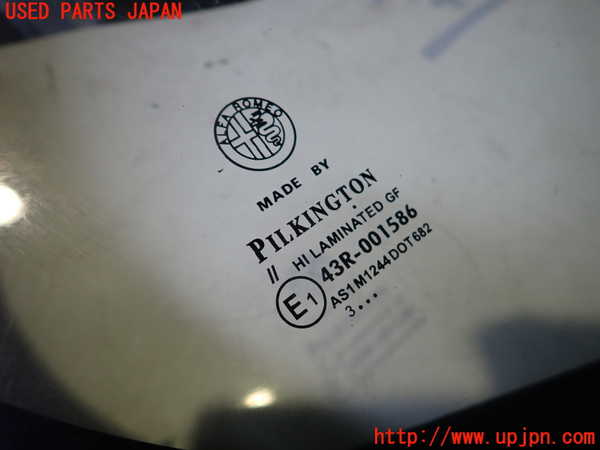 USED PARTS JAPAN
ALFA ROMEO
MADE BY
PILKINGTON
// HI LAMINATED GF
E1 43R-001586
AS1M1244DOT682
3...
http://www.upjpn.com/